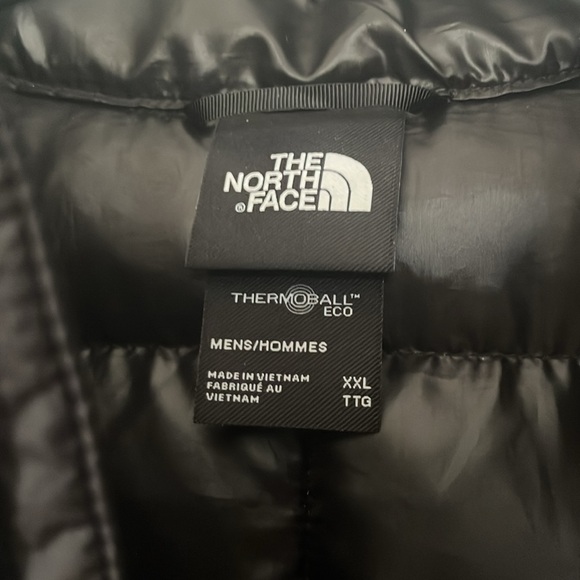 THE
NORTH
®FACE
THERMOBALL™
ECO
MENS/HOMMES
MADE IN VIETNAM XXL
FABRIQUÉ AU
VIETNAM TTG